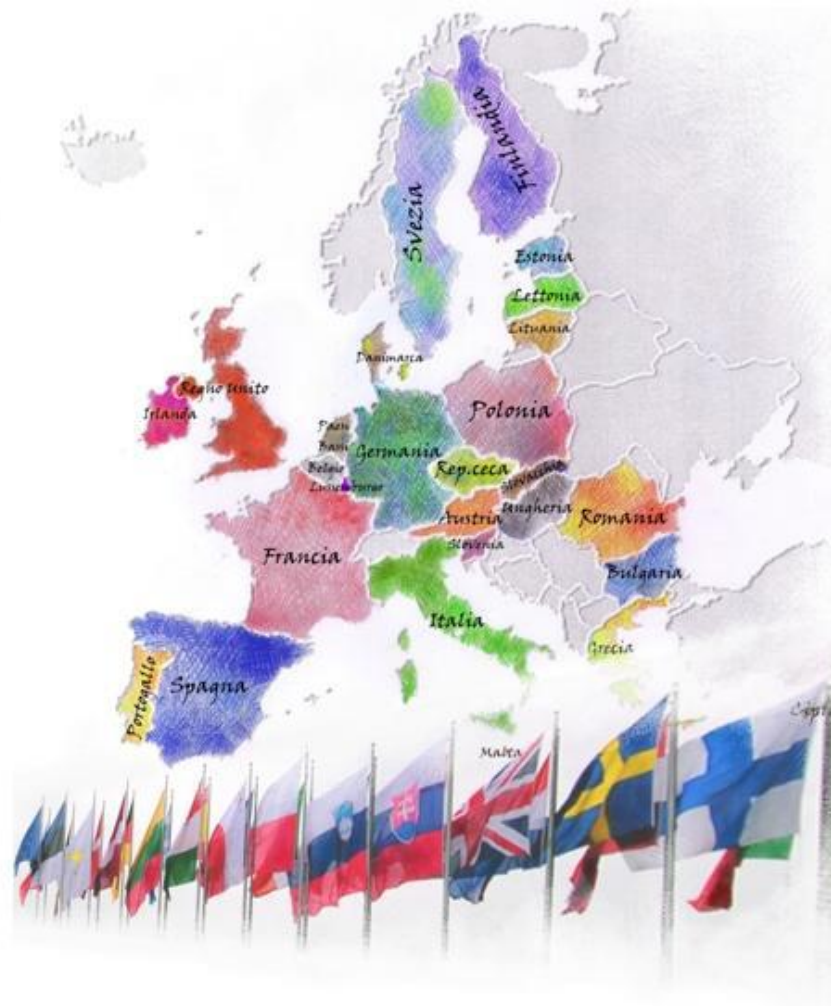 Finlandia
Svezia
Estonia
Lettonia
Lituania
Danimarca
Regno Unito
Irlanda
Polonia
Paesi
Bassi
Germania
Belgio
Rep.ceca
Slovacchia
Lussemburgo
Ungheria
Austria
Romania
Slovenia
Francia
Bulgaria
Italia
Grecia
Portogallo
Spagna
Malta